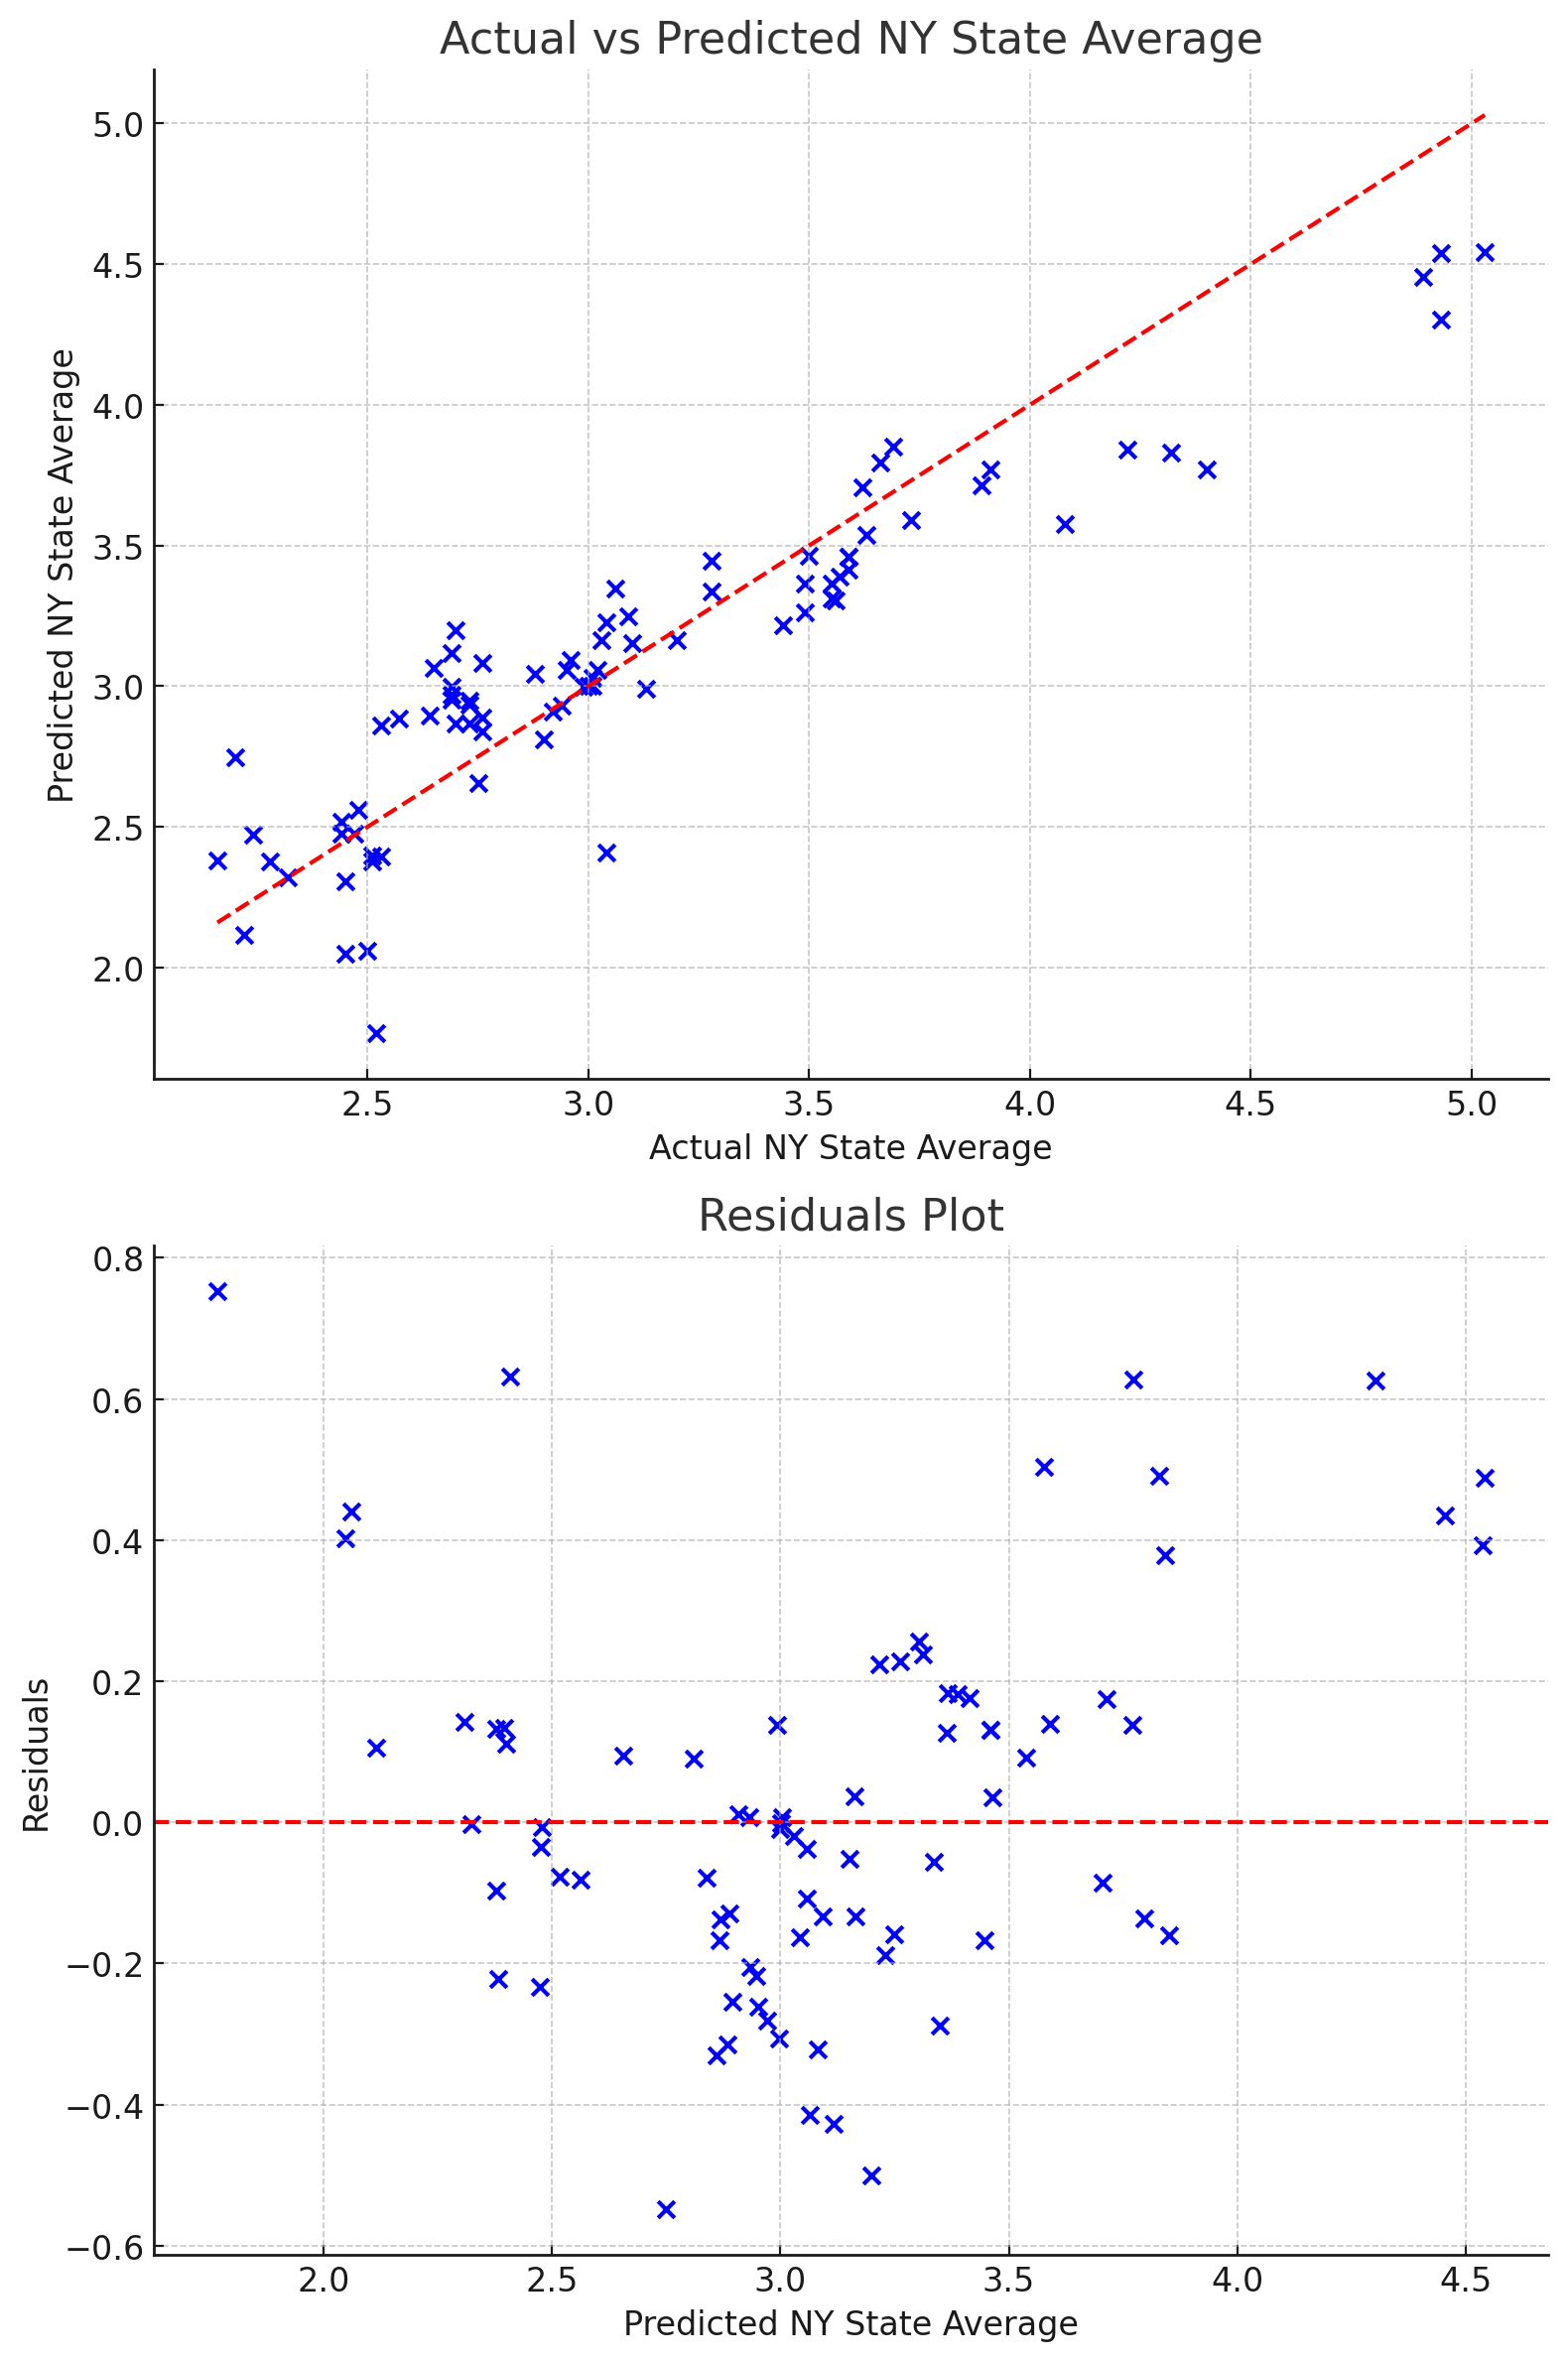 Actual vs Predicted NY State Average
5.0
4.5
4.0
3.5
3.0
2.5
2.0
Predicted NY State Average
2.5 3.0 3.5 4.0 4.5 5.0
Actual NY State Average
Residuals Plot
0.8
0.6
0.4
0.2
0.0
−0.2
−0.4
−0.6
Residuals
2.0 2.5 3.0 3.5 4.0 4.5
Predicted NY State Average